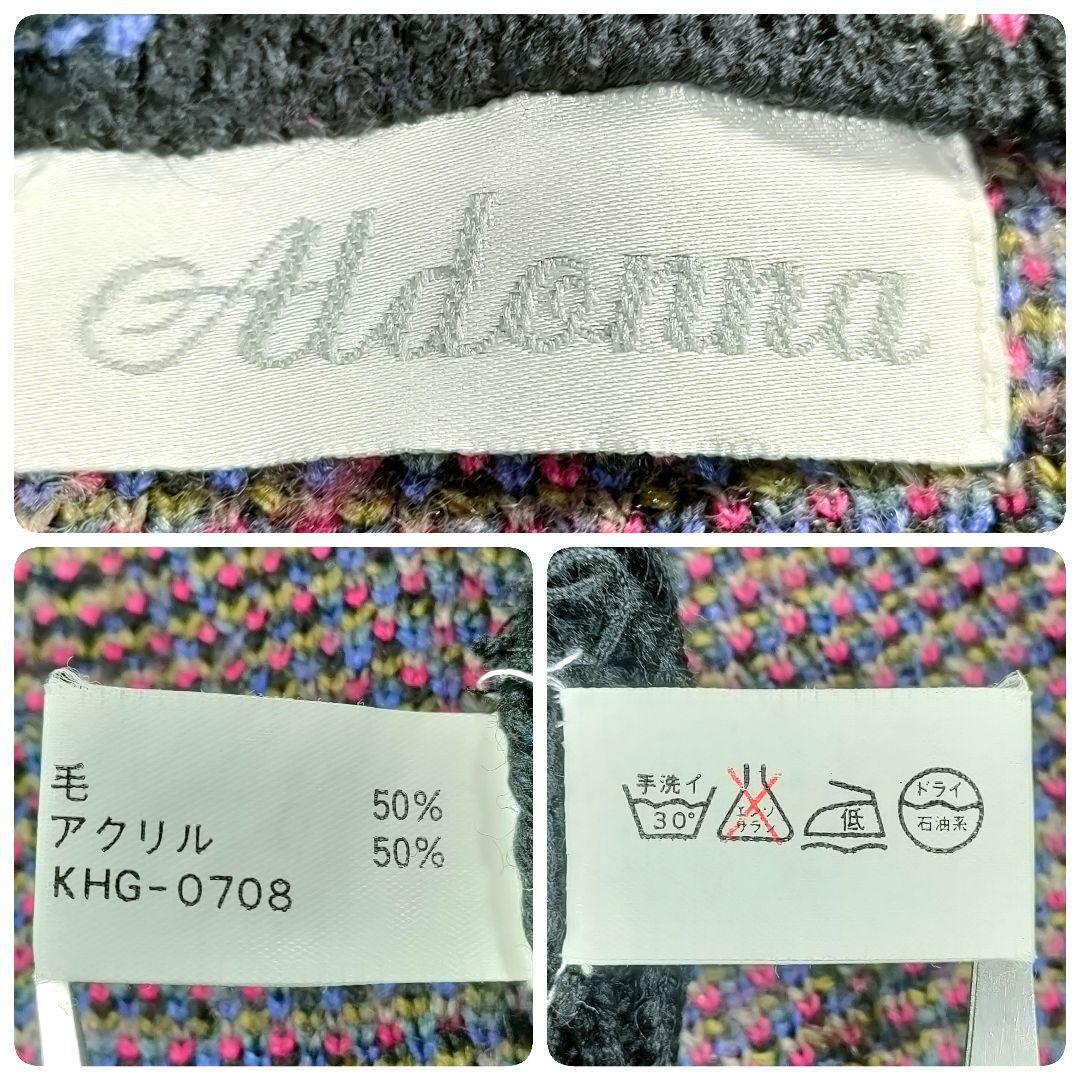 Aldonna
毛 50%
アクリル 50%
KHG-0708
手洗イ
30°
エンソ
サラシ
低
ドライ
石油系